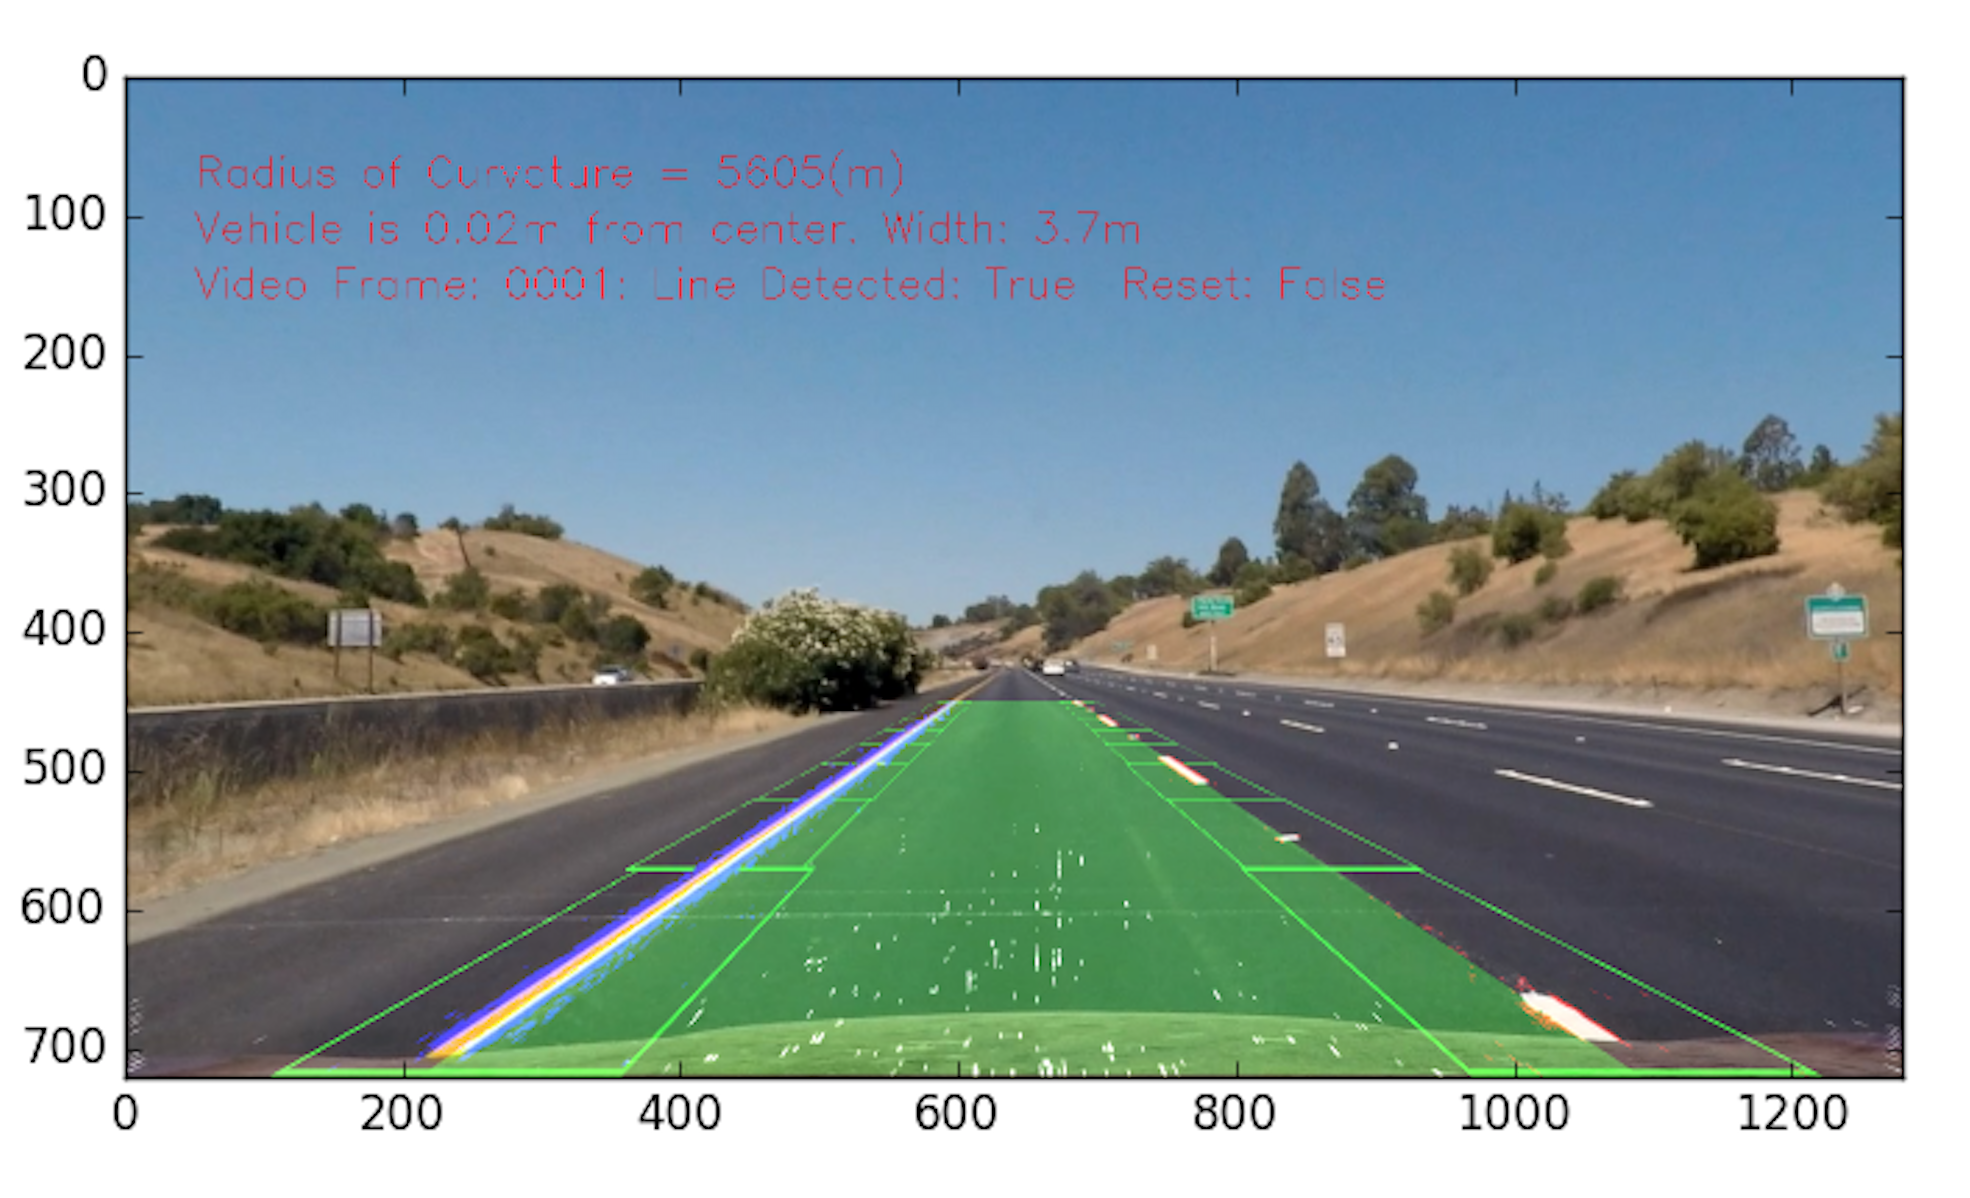 Radius of Curvature = 5605(m)
Vehicle is 0.02m from center. Width: 3.7m
Video Frame: 0001: Line Detected: True Reset: False
0
100
200
300
400
500
600
700
0 200 400 600 800 1000 1200